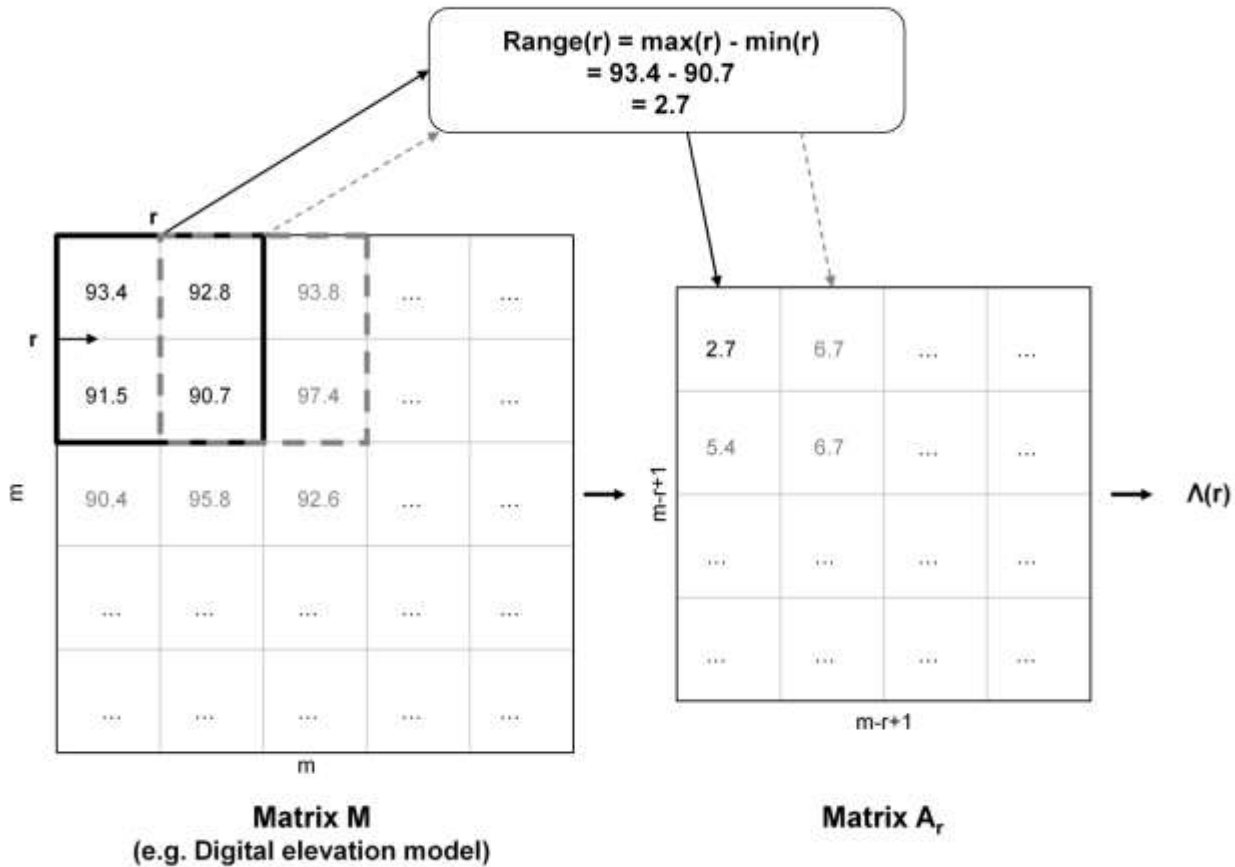 Range(r) = max(r) - min(r)
= 93.4 - 90.7
= 2.7
r
93.4 92.8 93.8 ... ...
r
91.5 90.7 97.4 ... ...
90.4 95.8 92.6 ... ...
... ... ... ... ...
... ... ... ... ...
m
m
2.7 6.7 ... ...
5.4 6.7 ... ...
... ... ... ...
... ... ... ...
m-r+1
m-r+1
Λ(r)
Matrix M
(e.g. Digital elevation model)
Matrix Aᵣ